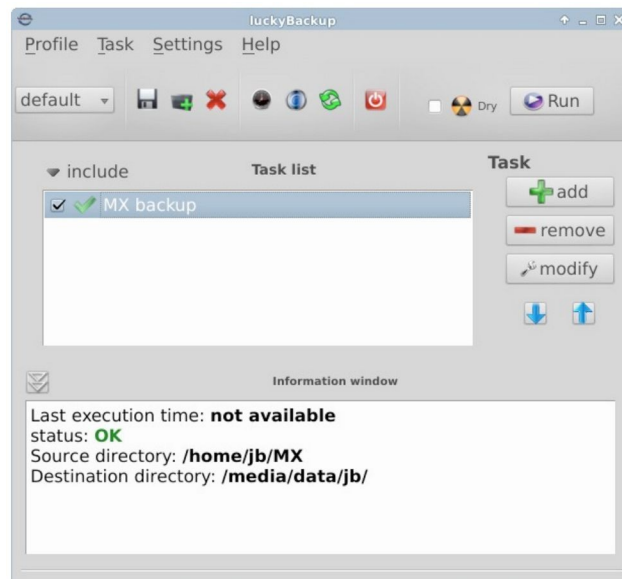 luckyBackup
Profile Task Settings Help
default Dry Run
include Task list Task
MX backup add
remove
modify
Information window
Last execution time: not available
status: OK
Source directory: /home/jb/MX
Destination directory: /media/data/jb/